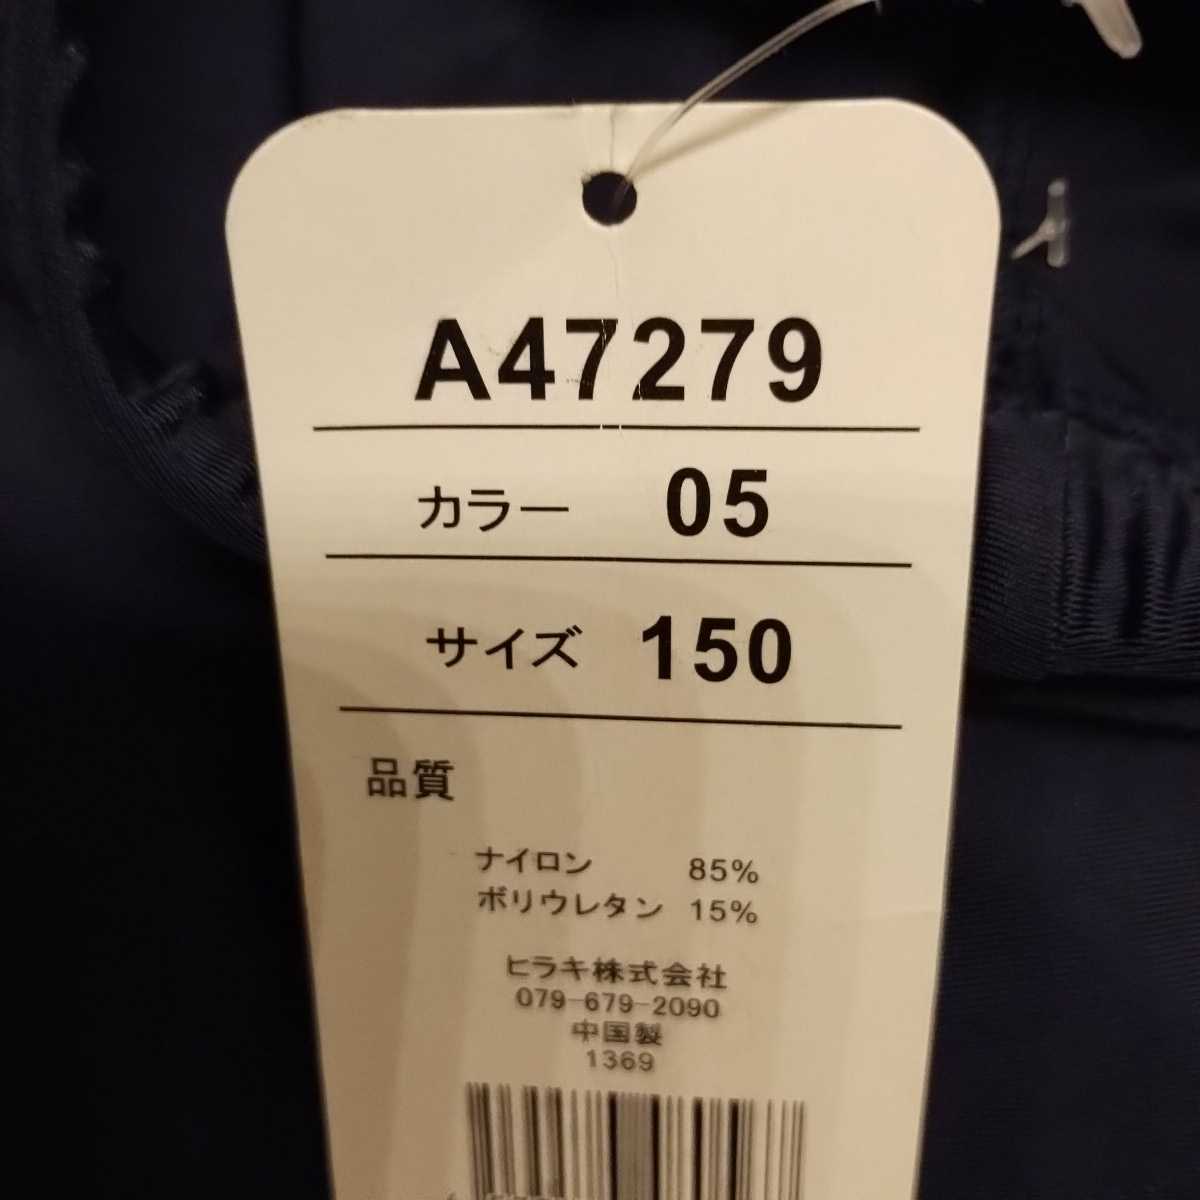 A47279
カラー 05
サイズ 150
品質
ナイロン 85%
ポリウレタン 15%
ヒラキ株式会社
079-679-2090
中国製
1369